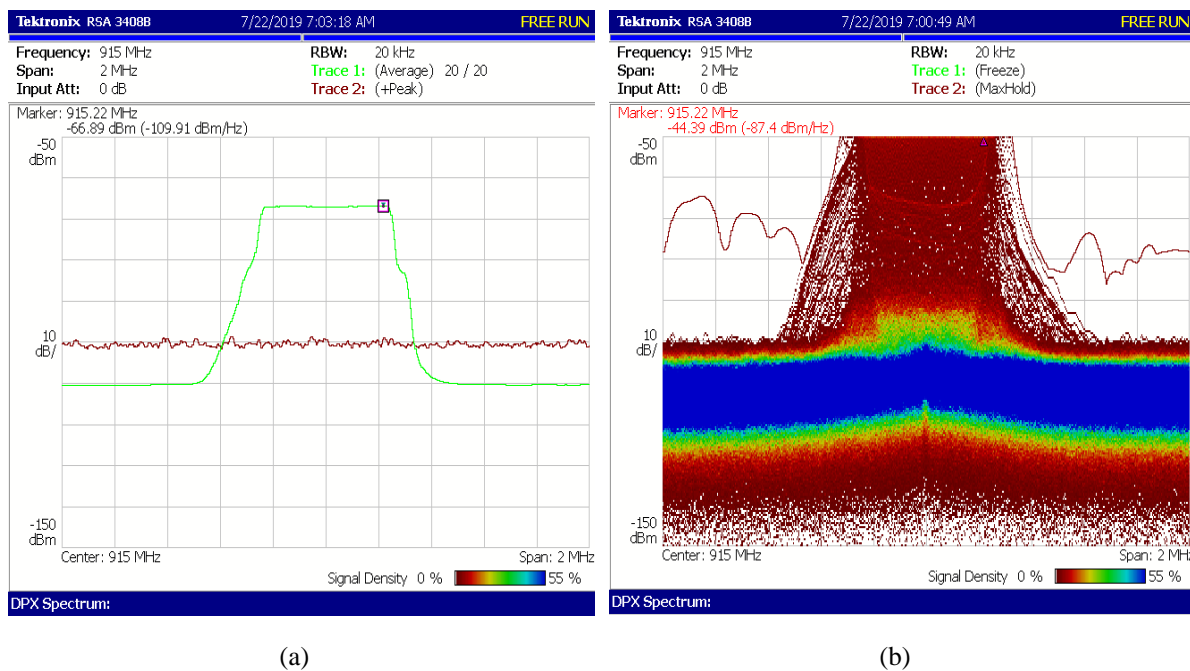 Tektronix RSA 3408B 7/22/2019 7:03:18 AM FREE RUN
Frequency: 915 MHz RBW: 20 kHz
Span: 2 MHz Trace 1: (Average) 20 / 20
Input Att: 0 dB Trace 2: (+Peak)
Marker: 915.22 MHz
-66.89 dBm (-109.91 dBm/Hz)
-50
dBm
10
dB/
-150
dBm
Center: 915 MHz Span: 2 MHz
Signal Density 0 % 55 %
DPX Spectrum:
(a)
Tektronix RSA 3408B 7/22/2019 7:00:49 AM FREE RUN
Frequency: 915 MHz RBW: 20 kHz
Span: 2 MHz Trace 1: (Freeze)
Input Att: 0 dB Trace 2: (MaxHold)
Marker: 915.22 MHz
-44.39 dBm (-87.4 dBm/Hz)
-50
dBm
10
dB/
-150
dBm
Center: 915 MHz Span: 2 MHz
Signal Density 0 % 55 %
DPX Spectrum:
(b)